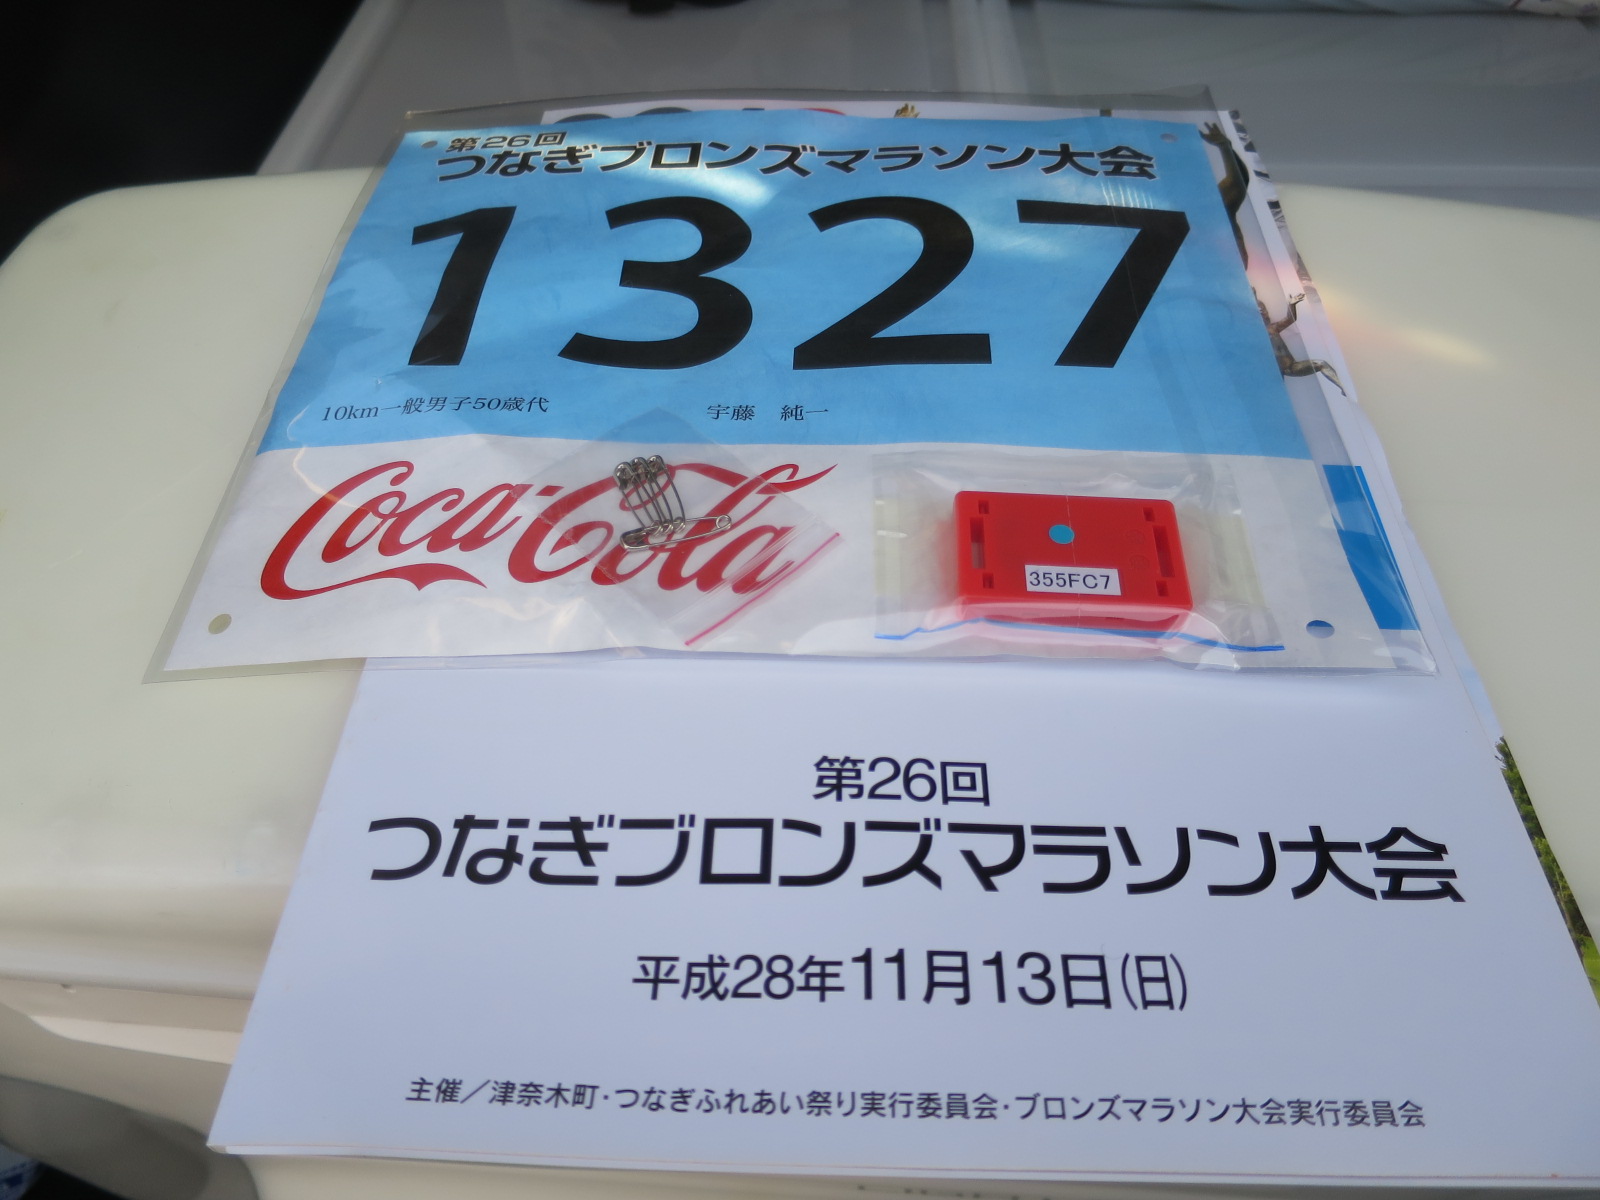 第26回
つなぎブロンズマラソン大会
1327
10km一般男子50歳代 宇藤 純一
Coca-Cola
355FC7
第26回
つなぎブロンズマラソン大会
平成28年11月13日(日)
主催／津奈木町・つなぎふれあい祭り実行委員会・ブロンズマラソン大会実行委員会